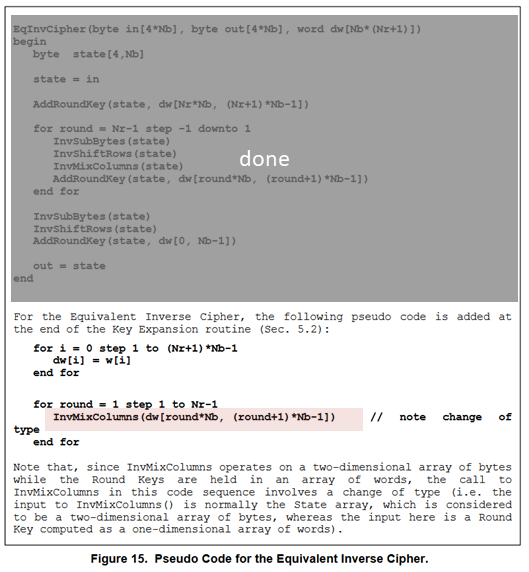 EqInvCipher(byte in[4*Nb], byte out[4*Nb], word dw[Nb*(Nr+1)])
begin
byte state[4,Nb]
state = in
AddRoundKey(state, dw[Nr*Nb, (Nr+1)*Nb-1])
for round = Nr-1 step -1 downto 1
InvSubBytes(state)
InvShiftRows(state)
InvMixColumns(state)
done
AddRoundKey(state, dw[round*Nb, (round+1)*Nb-1])
end for
InvSubBytes(state)
InvShiftRows(state)
AddRoundKey(state, dw[0, Nb-1])
out = state
end
For the Equivalent Inverse Cipher, the following pseudo code is added at
the end of the Key Expansion routine (Sec. 5.2):
for i = 0 step 1 to (Nr+1)*Nb-1
dw[i] = w[i]
end for
for round = 1 step 1 to Nr-1
InvMixColumns(dw[round*Nb, (round+1)*Nb-1]) // note change of
type
end for
Note that, since InvMixColumns operates on a two-dimensional array of bytes
while the Round Keys are held in an array of words, the call to
InvMixColumns in this code sequence involves a change of type (i.e. the
input to InvMixColumns() is normally the State array, which is considered
to be a two-dimensional array of bytes, whereas the input here is a Round
Key computed as a one-dimensional array of words).
Figure 15. Pseudo Code for the Equivalent Inverse Cipher.